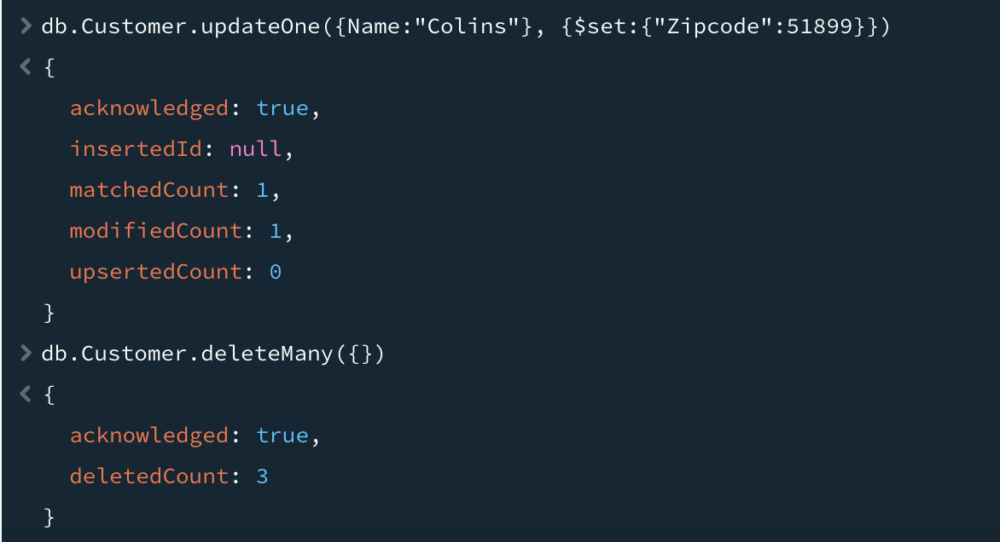 > db.Customer.updateOne({Name:"Colins"}, {$set:{"Zipcode":51899}})
< {
acknowledged: true,
insertedId: null,
matchedCount: 1,
modifiedCount: 1,
upsertedCount: 0
}
> db.Customer.deleteMany({})
< {
acknowledged: true,
deletedCount: 3
}